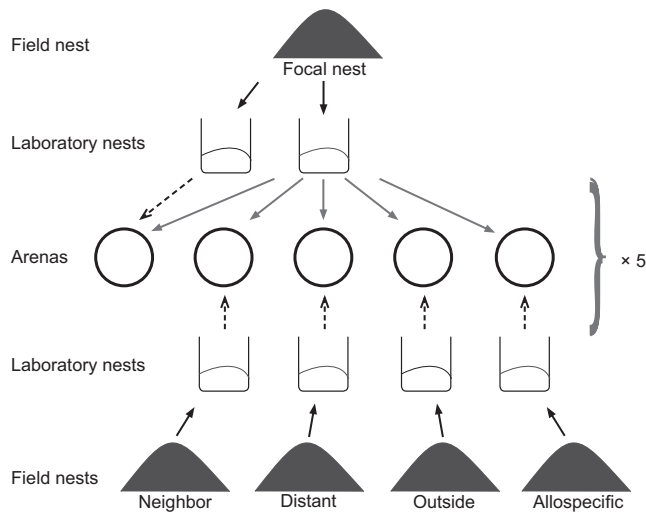 Field nest
Focal nest
Laboratory nests
Arenas
× 5
Laboratory nests
Field nests
Neighbor
Distant
Outside
Allospecific